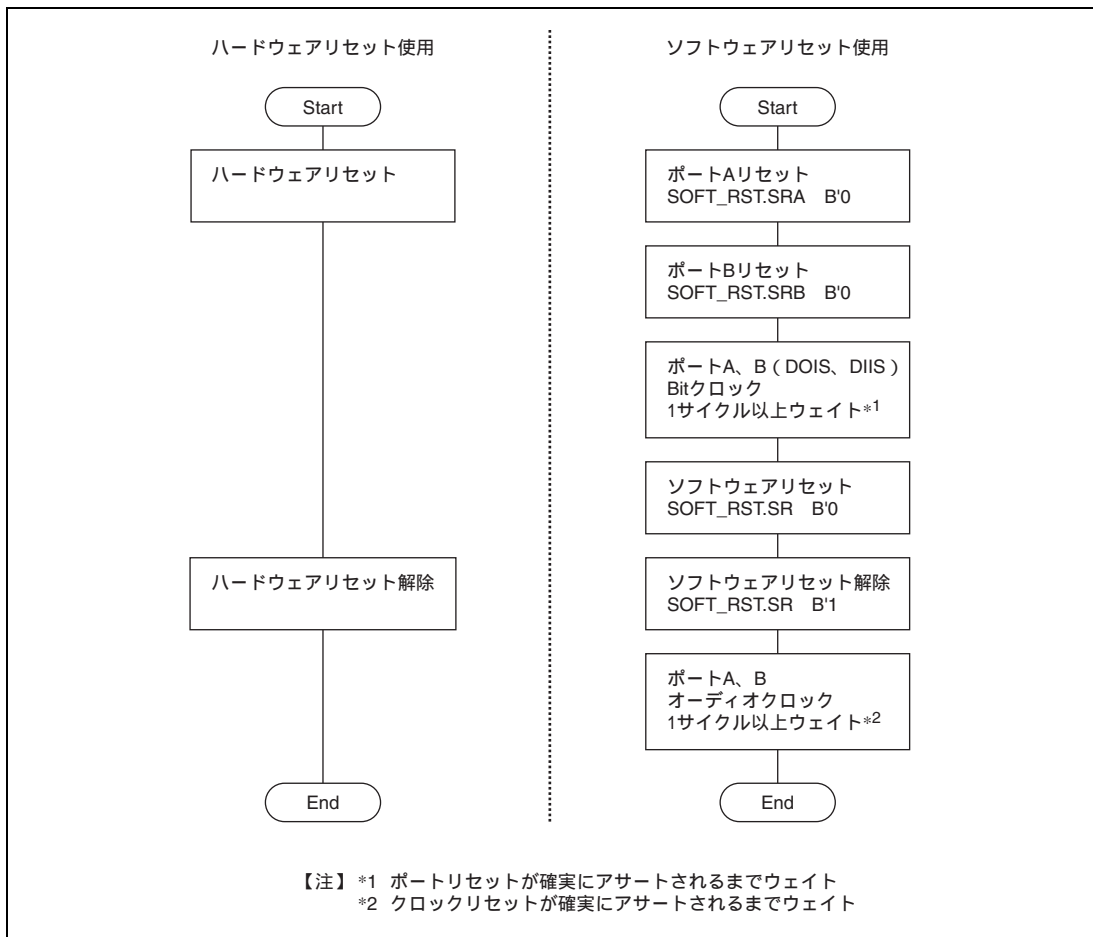 ハードウェアリセット使用
Start
ハードウェアリセット
ハードウェアリセット解除
End
ソフトウェアリセット使用
Start
ポートAリセット
SOFT_RST.SRA B'0
ポートBリセット
SOFT_RST.SRB B'0
ポートA、B（DOIS、DIIS）
Bitクロック
1サイクル以上ウェイト*1
ソフトウェアリセット
SOFT_RST.SR B'0
ソフトウェアリセット解除
SOFT_RST.SR B'1
ポートA、B
オーディオクロック
1サイクル以上ウェイト*2
End
【注】*1 ポートリセットが確実にアサートされるまでウェイト
*2 クロックリセットが確実にアサートされるまでウェイト